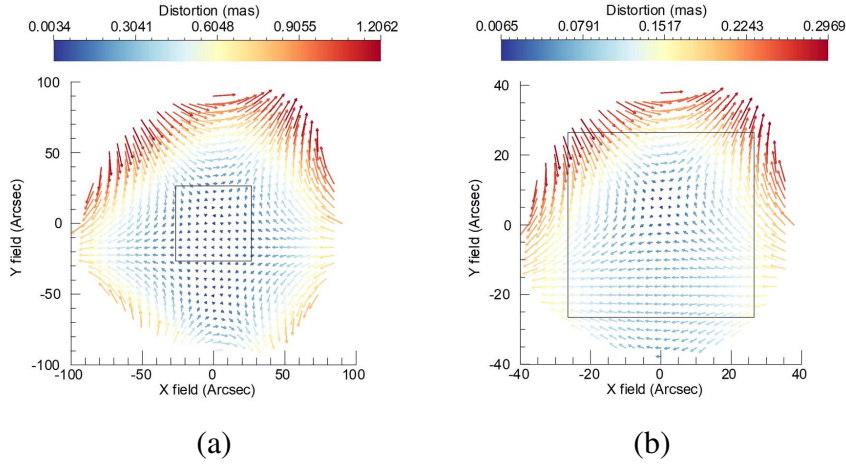 Distortion (mas)
0.0034 0.3041 0.6048 0.9055 1.2062
100
50
0
-50
-100
Y field (Arcsec)
-100 -50 0 50 100
X field (Arcsec)
(a)
Distortion (mas)
0.0065 0.0791 0.1517 0.2243 0.2969
40
20
0
-20
-40
Y field (Arcsec)
-40 -20 0 20 40
X field (Arcsec)
(b)